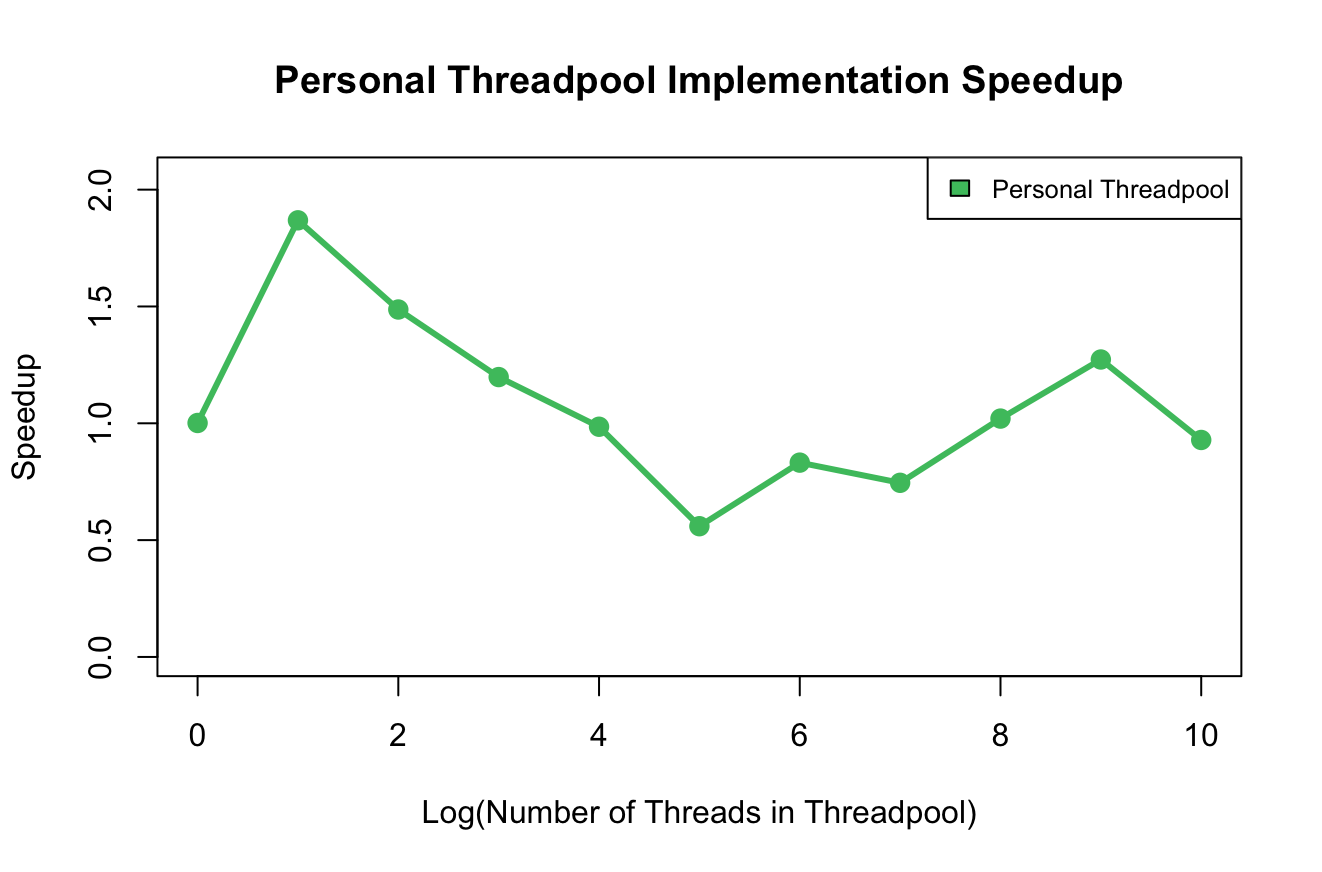 Personal Threadpool Implementation Speedup
Personal Threadpool
2.0
1.5
1.0
0.5
0.0
Speedup
0 2 4 6 8 10
Log(Number of Threads in Threadpool)